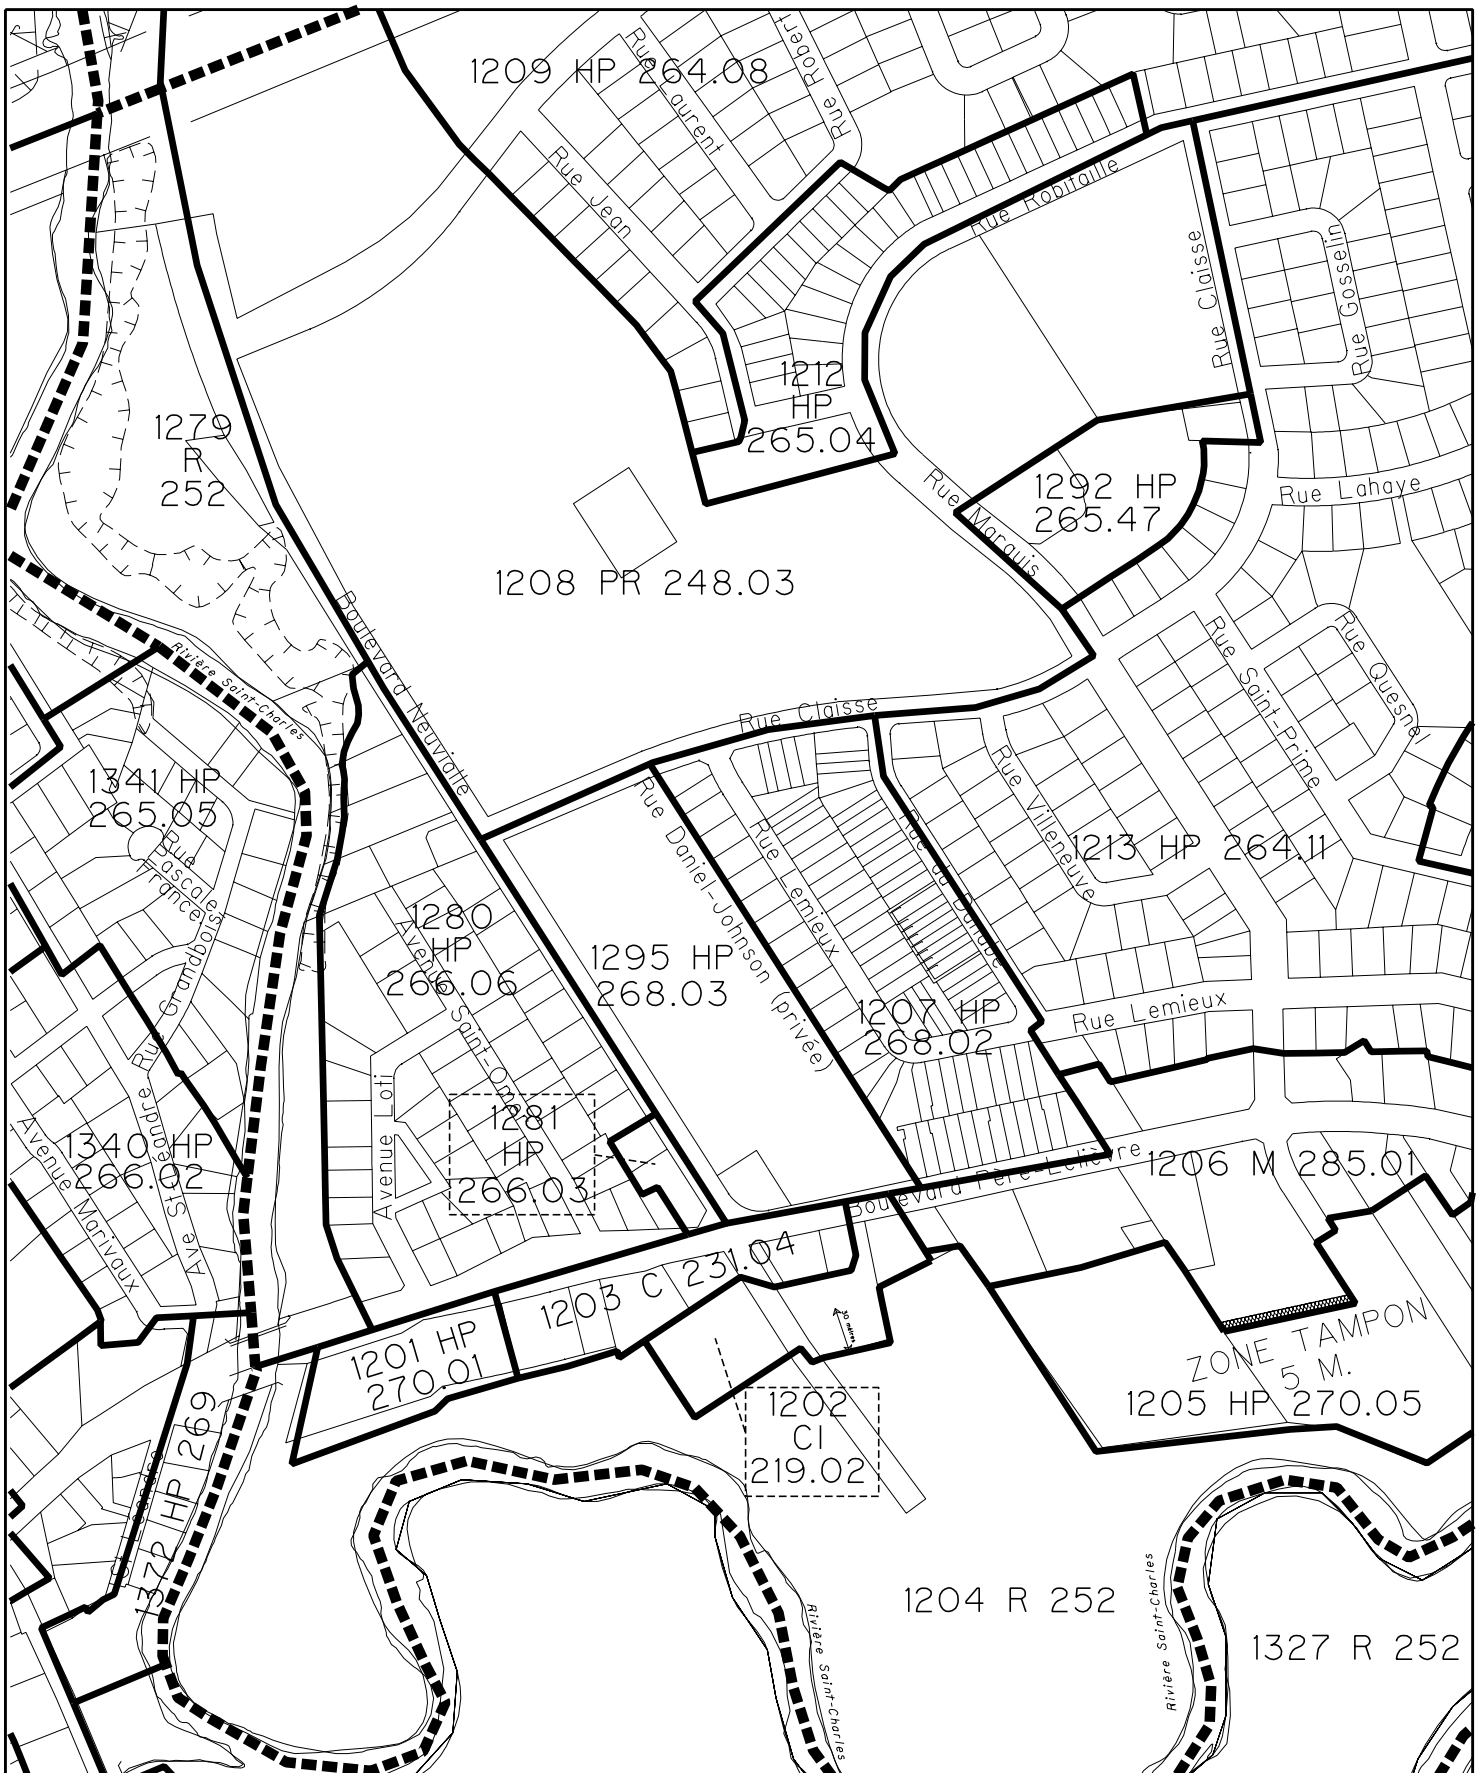 1209 HP 264.08
Rue Laurent
Rue Robert
Rue Jean
Rue Robitaille
Rue Claisse
Rue Gosselin
1212
HP
265.04
1279
R
252
1292 HP
265.47
Rue Lahaye
Rue Marquis
1208 PR 248.03
Boulevard Neuvialle
Rivière Saint-Charles
Rue Saint-Prime
Rue Quesnel
Rue Claisse
1341 HP
265.05
Rue
Pascale
France
Rue Daniel-Johnson (privée)
Rue Lemieux
Rue du Danube
Rue Villeneuve
1213 HP 264.11
1280
HP
266.06
Avenue Saint-Omer
1295 HP
268.03
Rue Grandbois
1207 HP
268.02
Rue Lemieux
Avenue Loti
1281
HP
266.03
1340 HP
266.02
Avenue Marivaux
Ave St-Léandre
Boulevard Père-Lelièvre
1206 M 285.01
1203 C 231.04
30 mètres
1201 HP
270.01
ZONE TAMPON
5 M.
1205 HP 270.05
1202
CI
219.02
1372 HP 269
1204 R 252
Rivière Saint-Charles
Rivière Saint-Charles
1327 R 252